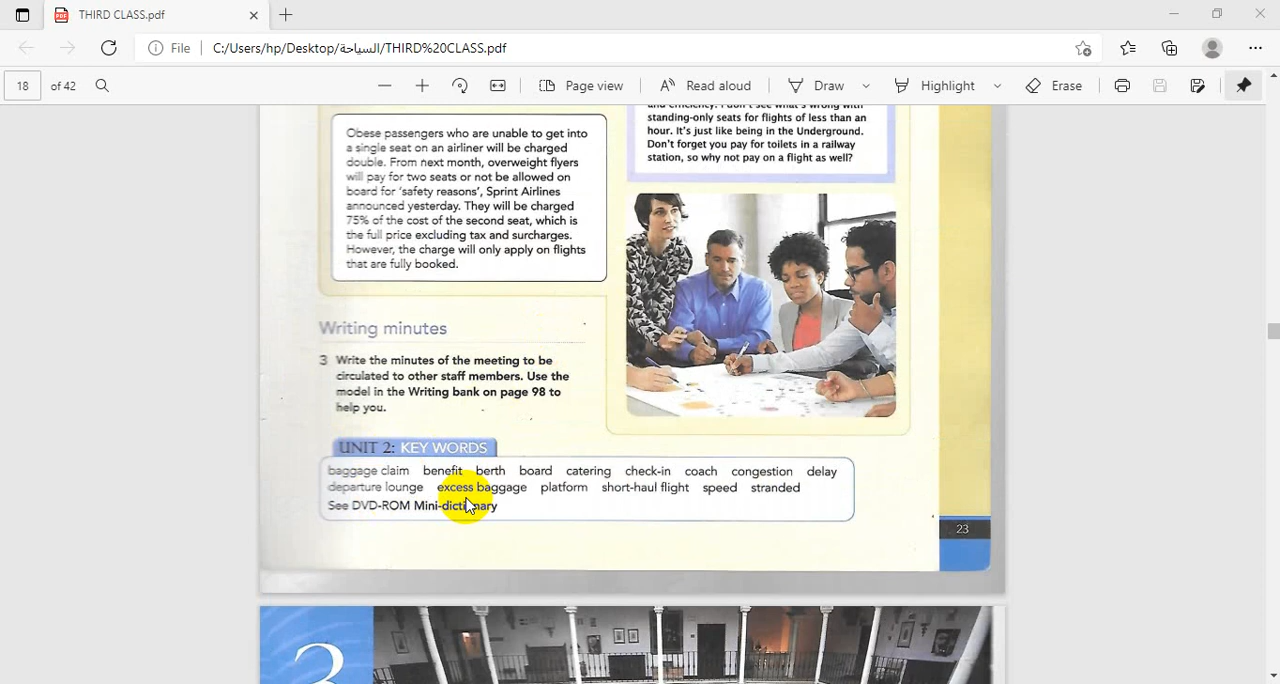 THIRD CLASS.pdf
File C:/Users/hp/Desktop/السياحة/THIRD%20CLASS.pdf
18 of 42 Page view Read aloud Draw Highlight Erase
Obese passengers who are unable to get into
a single seat on an airliner will be charged
double. From next month, overweight flyers
will pay for two seats or not be allowed on
board for 'safety reasons', Sprint Airlines
announced yesterday. They will be charged
75% of the cost of the second seat, which is
the full price excluding tax and surcharges.
However, the charge will only apply on flights
that are fully booked.
and efficiency. I don't see what's wrong with
standing-only seats for flights of less than an
hour. It's just like being in the Underground.
Don't forget you pay for toilets in a railway
station, so why not pay on a flight as well?
Writing minutes
3 Write the minutes of the meeting to be
circulated to other staff members. Use the
model in the Writing bank on page 98 to
help you.
UNIT 2: KEY WORDS
baggage claim benefit berth board catering check-in coach congestion delay
departure lounge excess baggage platform short-haul flight speed stranded
See DVD-ROM Mini-dictionary
23
3